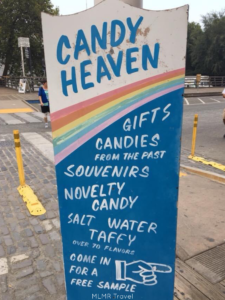 CANDY
HEAVEN
GIFTS
CANDIES
FROM THE PAST
SOUVENIRS
NOVELTY
CANDY
SALT WATER
TAFFY
OVER 70 FLAVORS
COME IN
FOR A
FREE SAMPLE
MLMR Travel